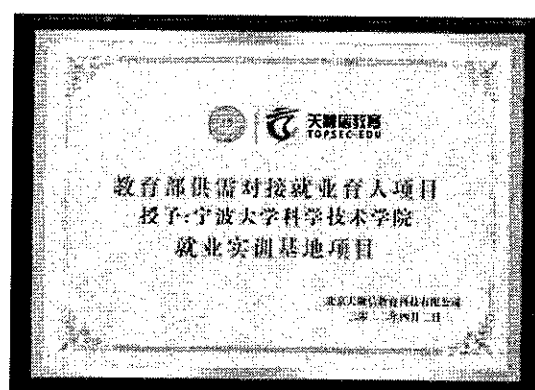 天融信教育
TOPSEC EDU
教育部供需对接就业育人项目
授予:宁波大学科学技术学院
就业实训基地项目
北京天融信教育科技有限公司